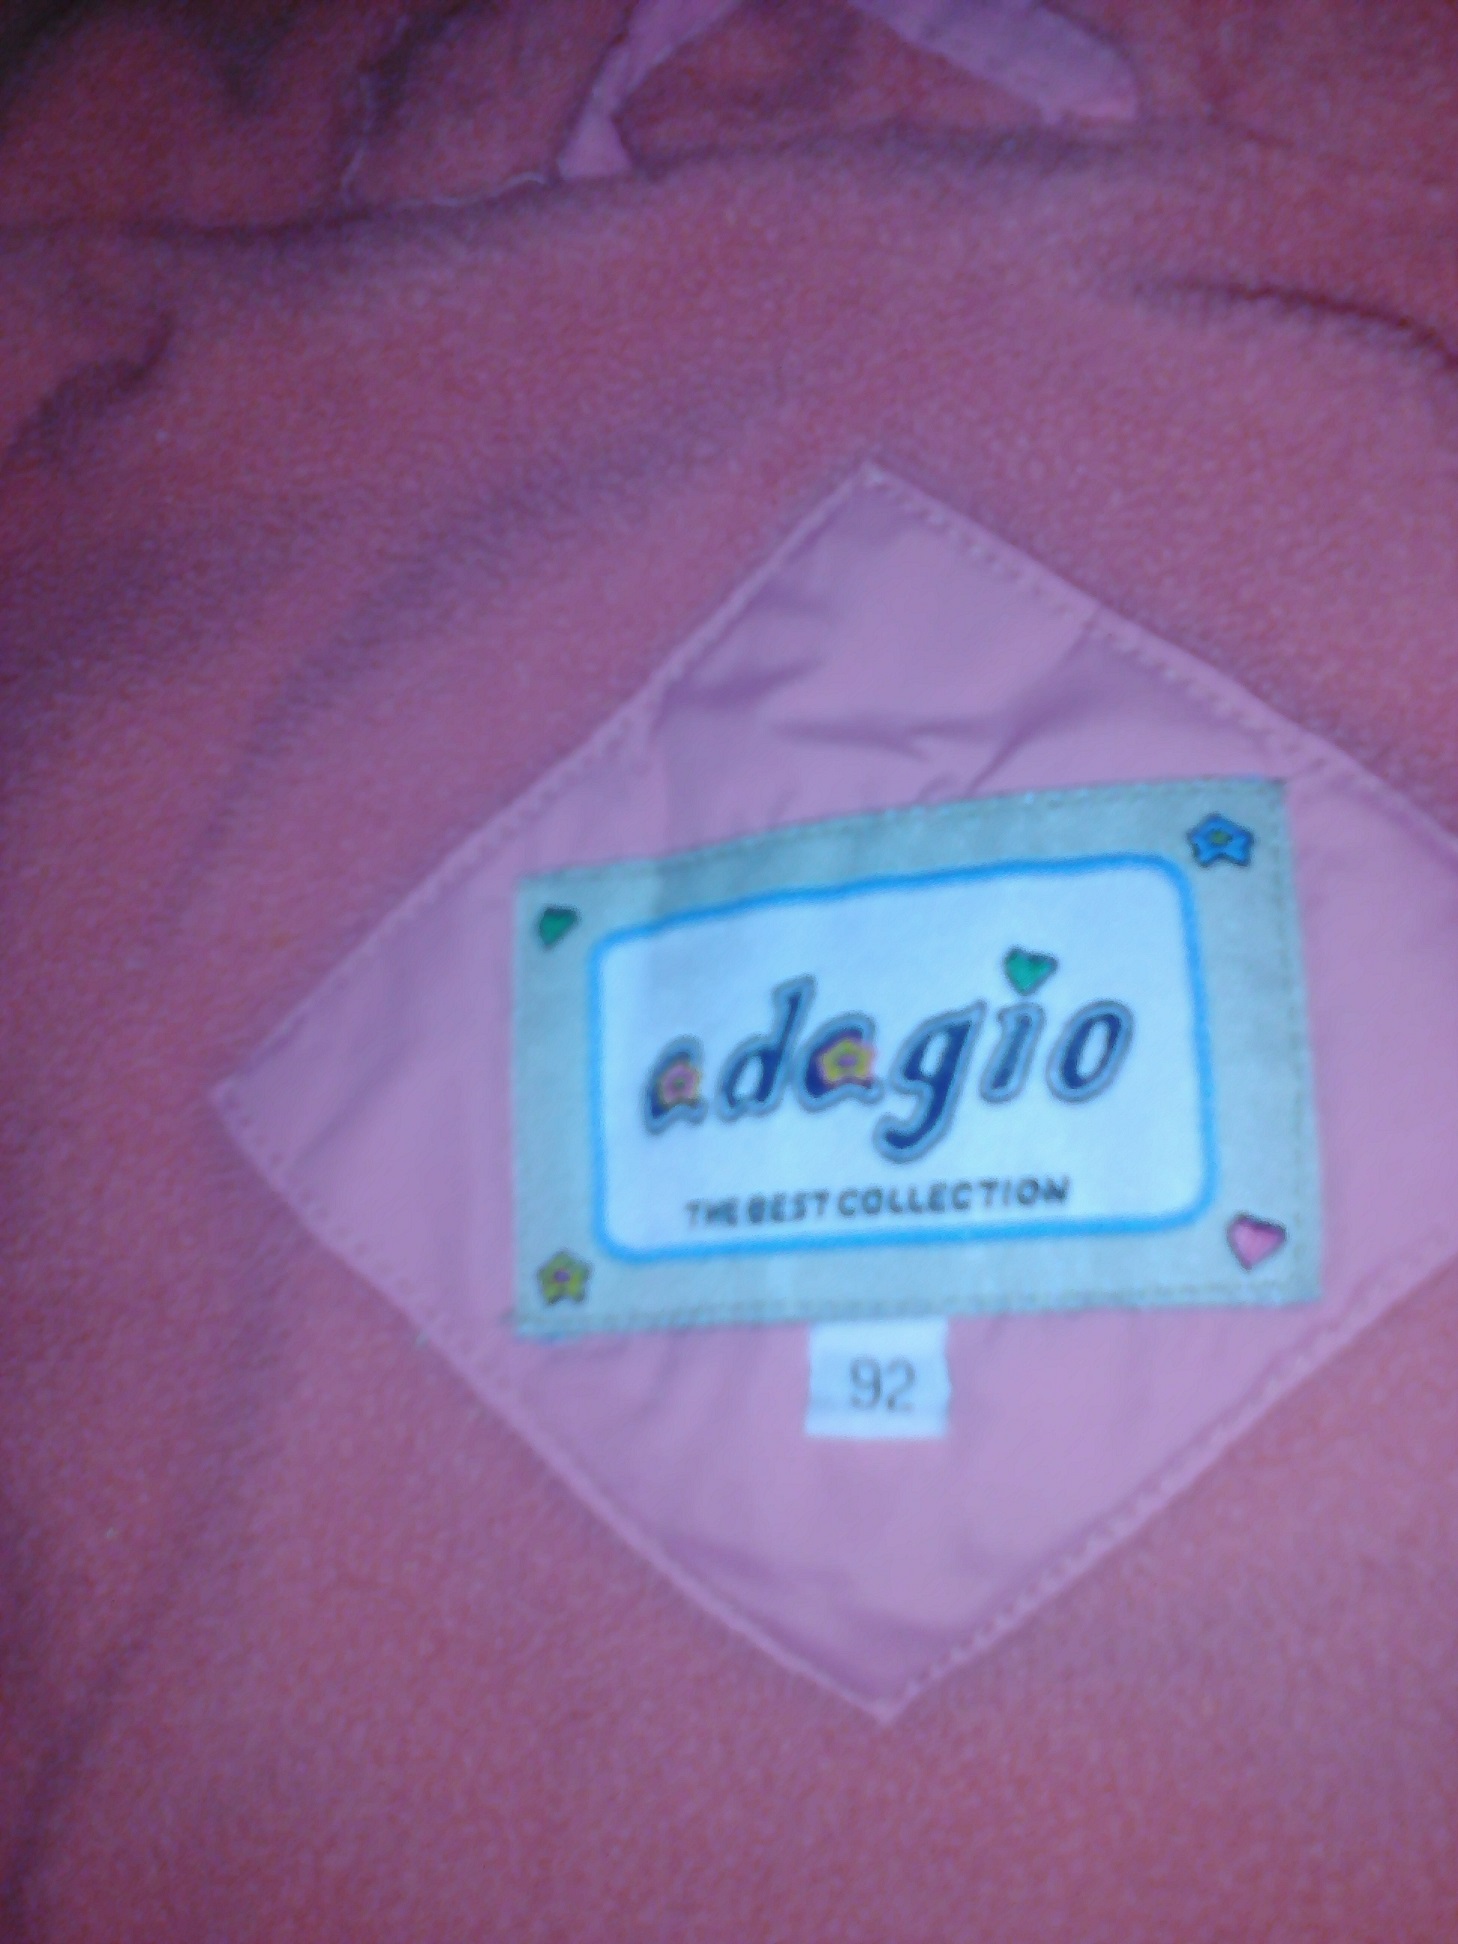 adagio
THE BEST COLLECTION
92